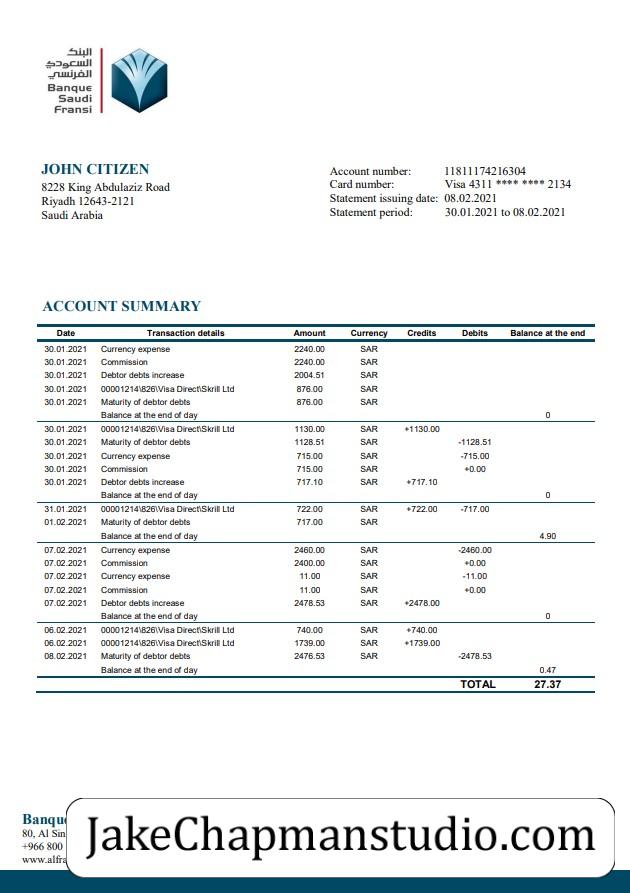 البنك
السعودي
الفرنسي
Banque
Saudi
Fransi
JOHN CITIZEN
8228 King Abdulaziz Road
Riyadh 12643-2121
Saudi Arabia
Account number: 11811174216304
Card number: Visa 4311 **** **** 2134
Statement issuing date: 08.02.2021
Statement period: 30.01.2021 to 08.02.2021
ACCOUNT SUMMARY
Date Transaction details Amount Currency Credits Debits Balance at the end
30.01.2021 Currency expense 2240.00 SAR
30.01.2021 Commission 2240.00 SAR
30.01.2021 Debtor debts increase 2004.51 SAR
30.01.2021 00001214\826\Visa Direct\Skrill Ltd 876.00 SAR
30.01.2021 Maturity of debtor debts 876.00 SAR
Balance at the end of day 0
30.01.2021 00001214\826\Visa Direct\Skrill Ltd 1130.00 SAR +1130.00
30.01.2021 Maturity of debtor debts 1128.51 SAR -1128.51
30.01.2021 Currency expense 715.00 SAR -715.00
30.01.2021 Commission 715.00 SAR +0.00
30.01.2021 Debtor debts increase 717.10 SAR +717.10
Balance at the end of day 0
31.01.2021 00001214\826\Visa Direct\Skrill Ltd 722.00 SAR +722.00 -717.00
01.02.2021 Maturity of debtor debts 717.00 SAR
Balance at the end of day 4.90
07.02.2021 Currency expense 2460.00 SAR -2460.00
07.02.2021 Commission 2400.00 SAR +0.00
07.02.2021 Currency expense 11.00 SAR -11.00
07.02.2021 Commission 11.00 SAR +0.00
07.02.2021 Debtor debts increase 2478.53 SAR +2478.00
Balance at the end of day 0
06.02.2021 00001214\826\Visa Direct\Skrill Ltd 740.00 SAR +740.00
06.02.2021 00001214\826\Visa Direct\Skrill Ltd 1739.00 SAR +1739.00
08.02.2021 Maturity of debtor debts 2476.53 SAR -2478.53
Balance at the end of day 0.47
TOTAL 27.37
80, Al
+966 800
JakeChapmanstudio.com